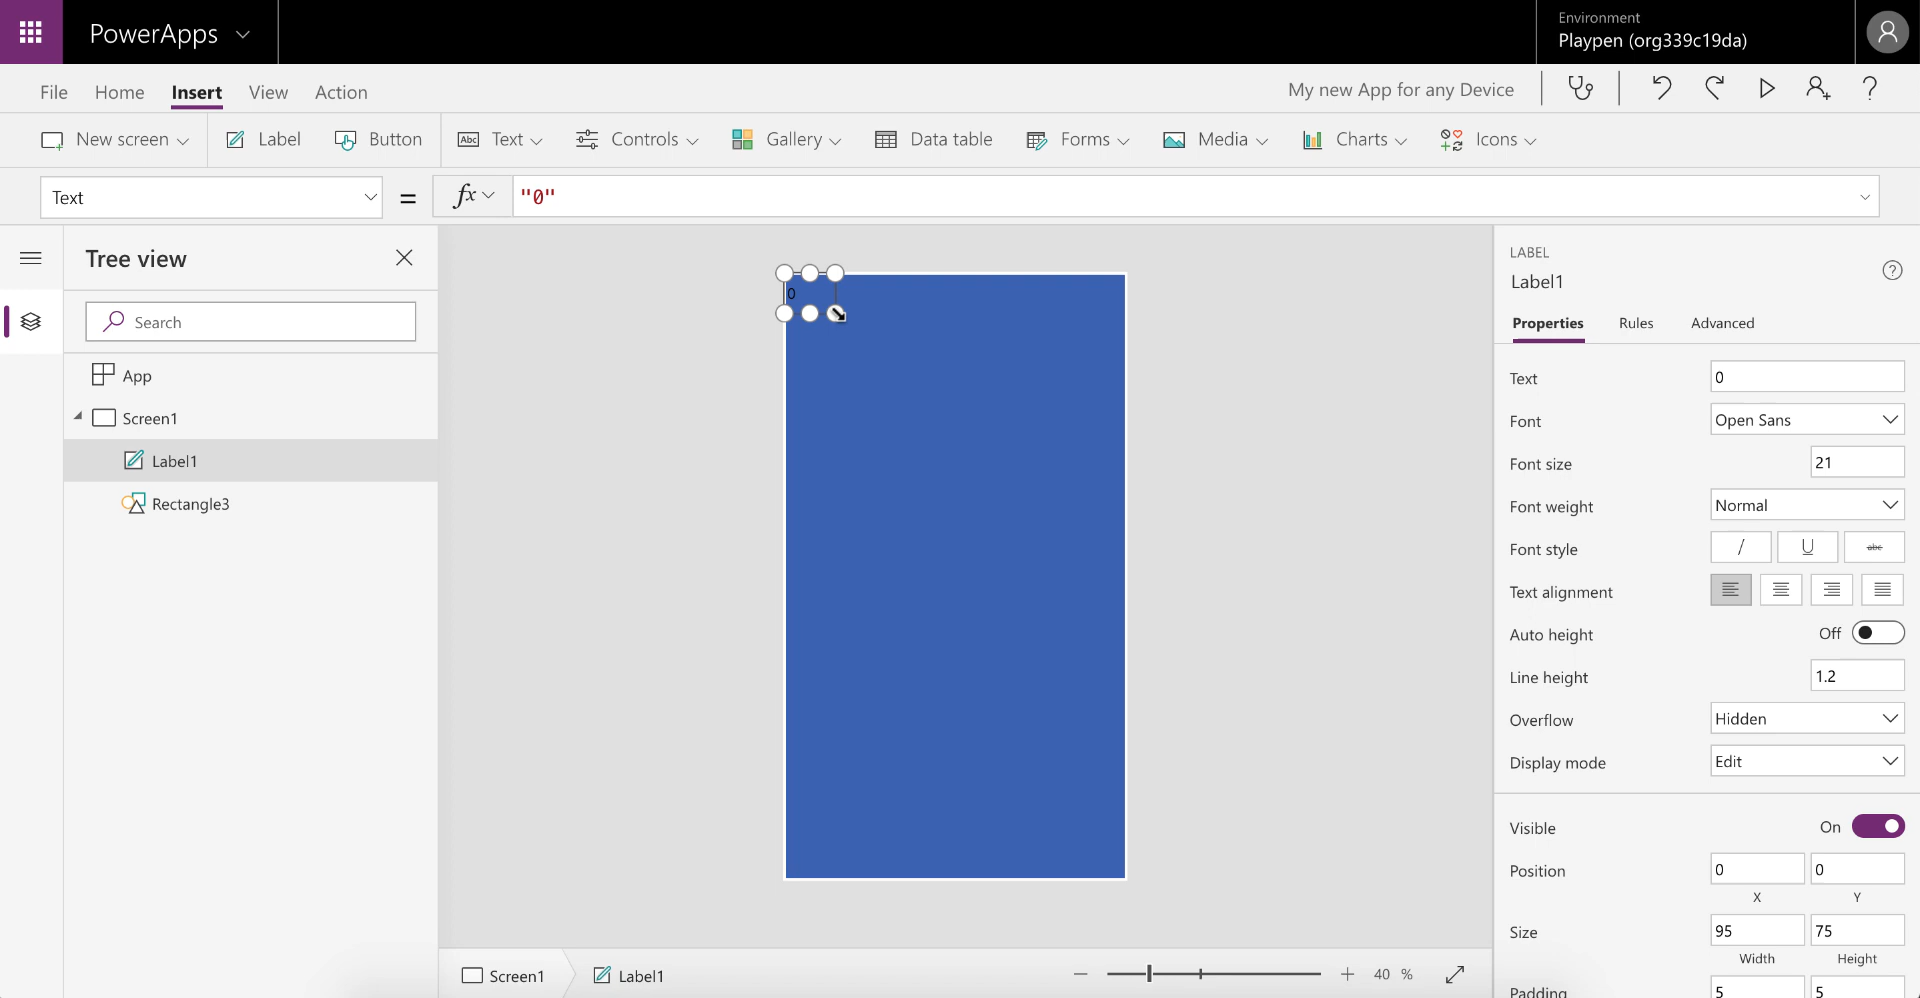 PowerApps
Environment
Playpen (org339c19da)
File Home Insert View Action
My new App for any Device
New screen Label Button Abc Text Controls Gallery Data table Forms Media Charts Icons
Text = fx "0"
Tree view
Search
App
Screen1
Label1
Rectangle3
0
LABEL
Label1
Properties Rules Advanced
Text 0
Font Open Sans
Font size 21
Font weight Normal
Font style / U abc
Text alignment
Auto height Off
Line height 1.2
Overflow Hidden
Display mode Edit
Visible On
Position 0 0
X Y
Size 95 75
Width Height
Padding 5 5
Screen1 Label1 40 %